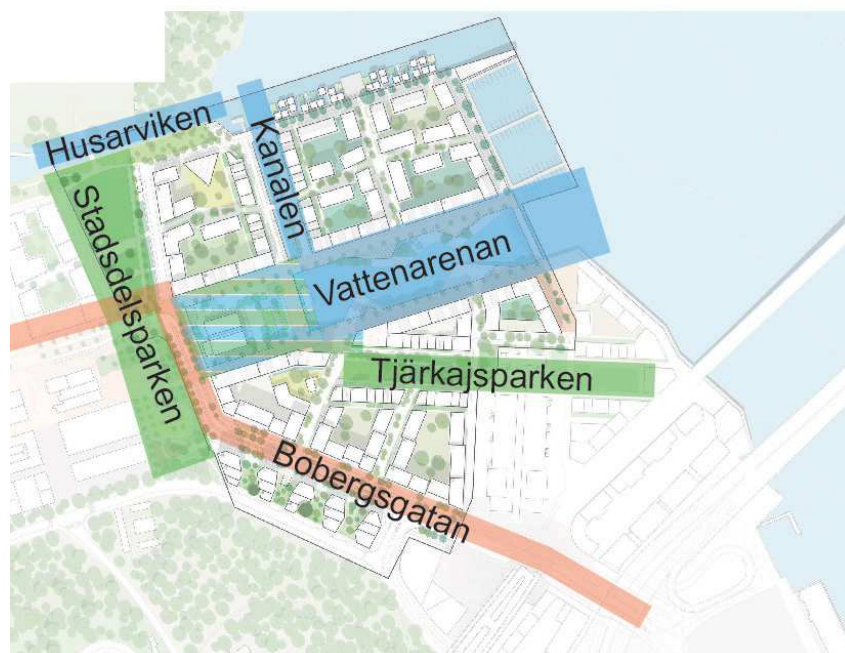 Husarviken
Kanalen
Stadsdelsparken
Vattenarenan
Tjärkajsparken
Bobergsgatan